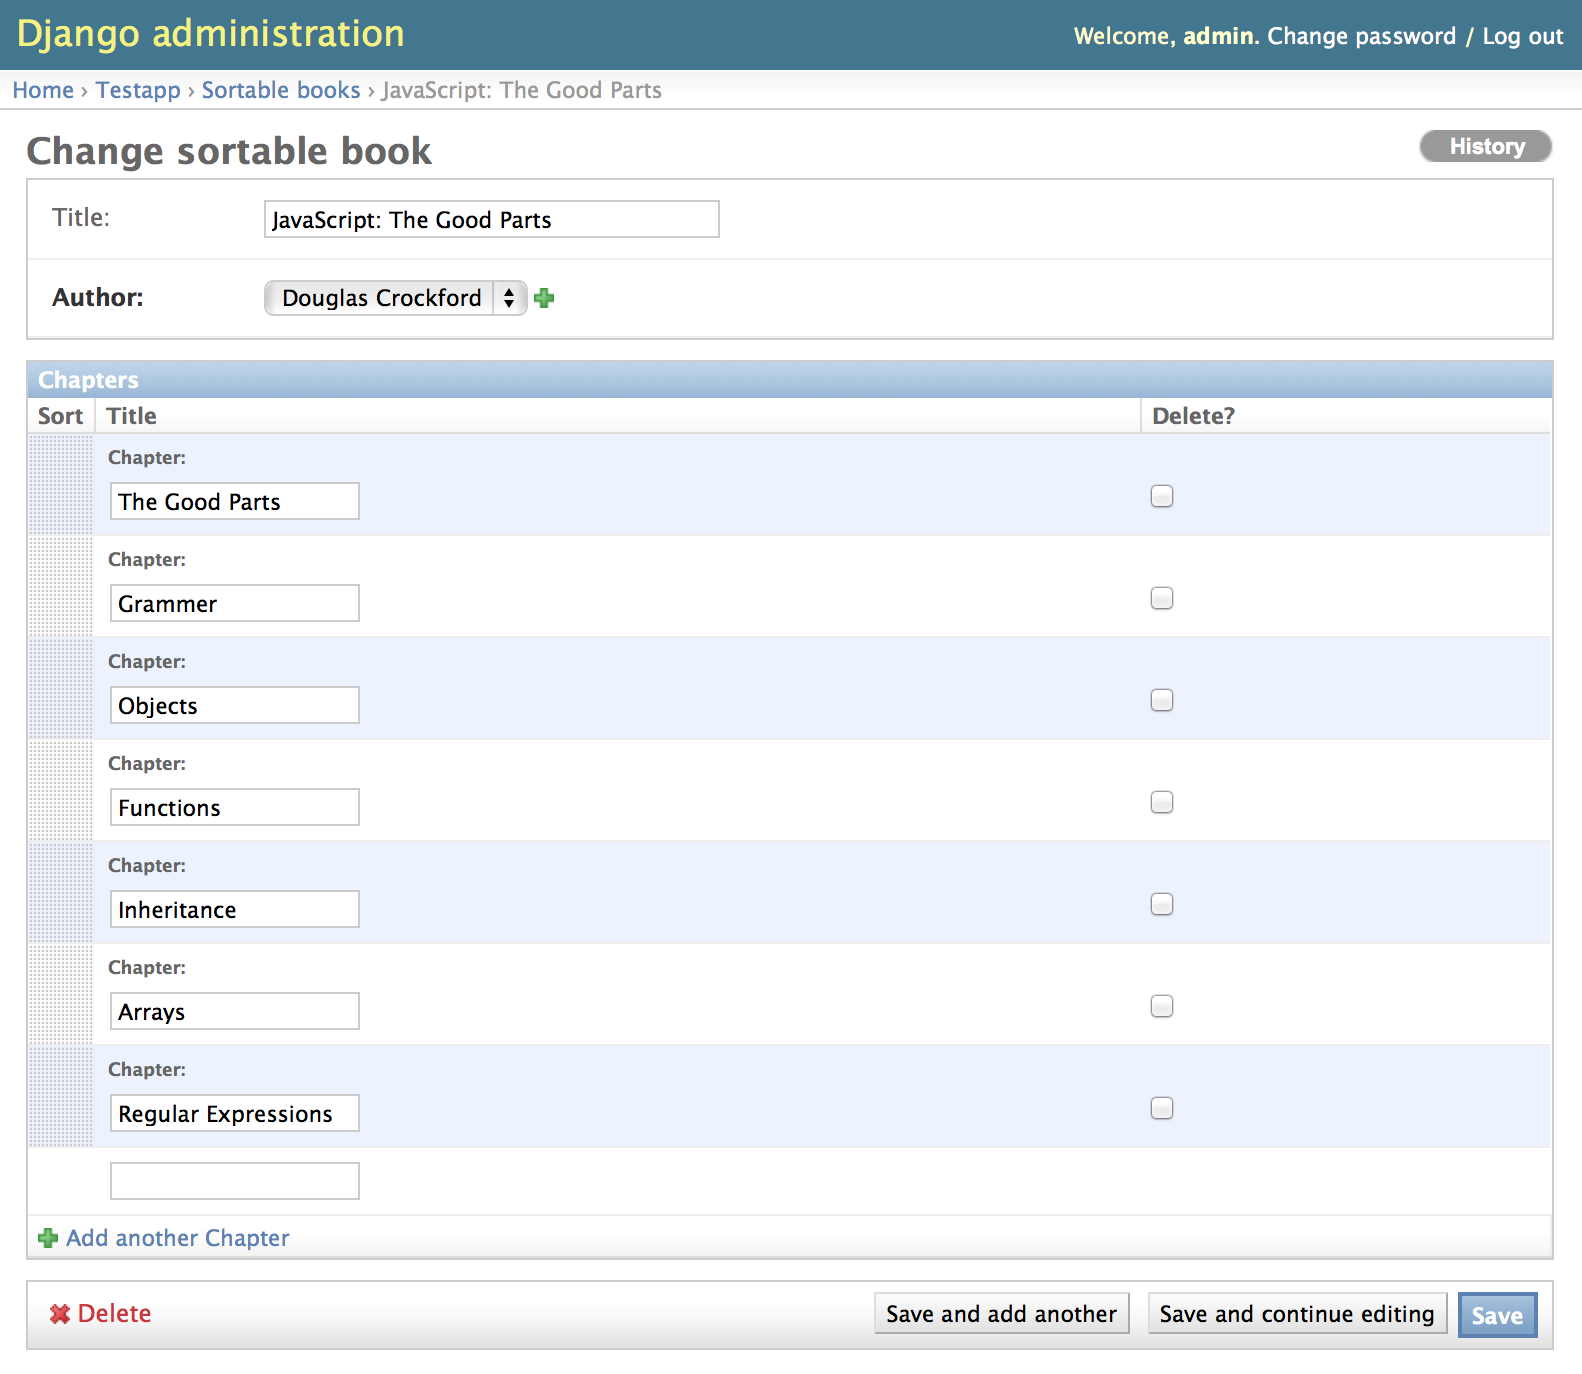 Django administration
Welcome, admin. Change password / Log out
Home › Testapp › Sortable books › JavaScript: The Good Parts
Change sortable book
History
Title: JavaScript: The Good Parts
Author: Douglas Crockford
Chapters
Sort Title Delete?
Chapter:
The Good Parts
Chapter:
Grammer
Chapter:
Objects
Chapter:
Functions
Chapter:
Inheritance
Chapter:
Arrays
Chapter:
Regular Expressions
Add another Chapter
Delete Save and add another Save and continue editing Save